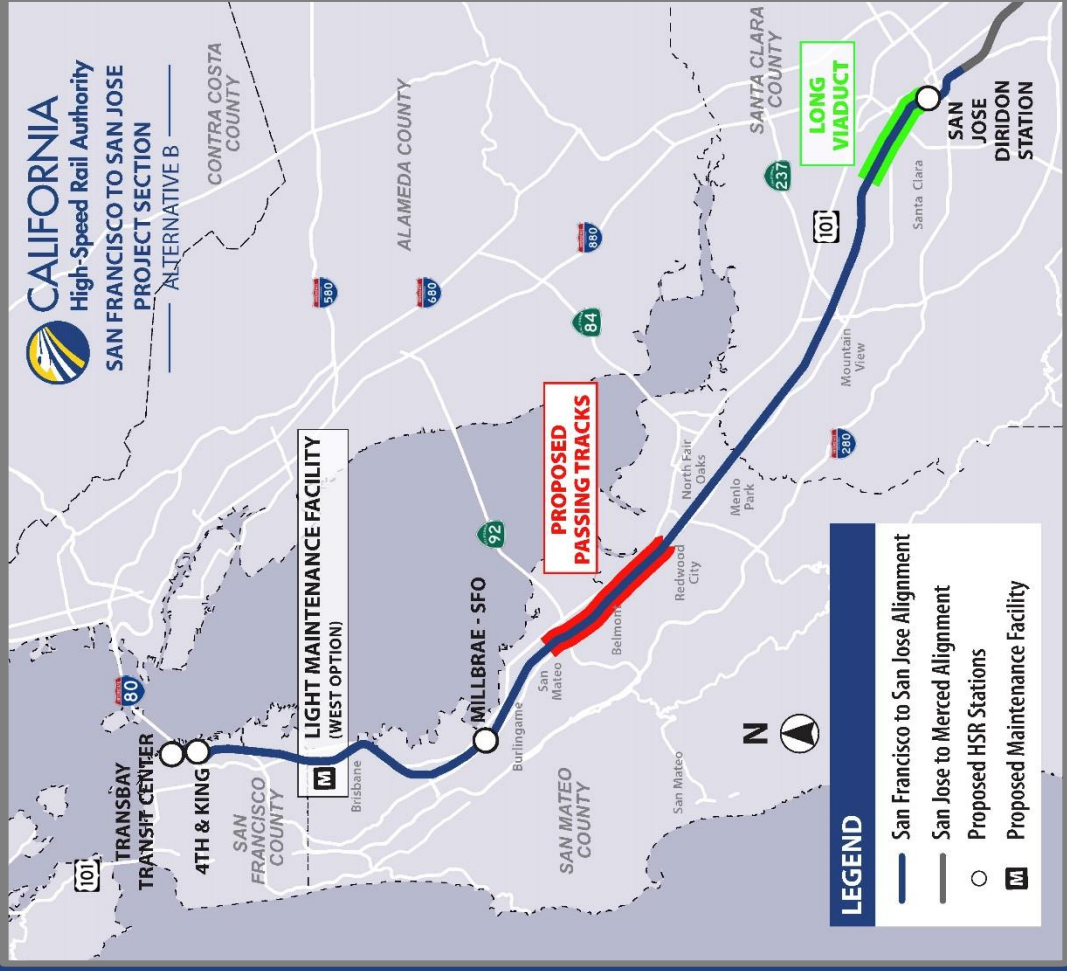 CALIFORNIA
High-Speed Rail Authority
SAN FRANCISCO TO SAN JOSE
PROJECT SECTION
ALTERNATIVE B
CONTRA COSTA
COUNTY
ALAMEDA COUNTY
SANTA CLARA
COUNTY
580
680
880
84
237
80
101
TRANSBAY
TRANSIT CENTER
4TH & KING
SAN
FRANCISCO
COUNTY
LIGHT MAINTENANCE FACILITY
(WEST OPTION)
M
Brisbane
92
MILLBRAE - SFO
Burlingame
SAN MATEO
COUNTY
San
Mateo
PROPOSED
PASSING TRACKS
Belmont
Redwood
City
San Mateo
North Fair
Oaks
Menlo
Park
280
Mountain
View
101
LONG
VIADUCT
Santa Clara
SAN
JOSE
DIRIDON
STATION
N
LEGEND
San Francisco to San Jose Alignment
San Jose to Merced Alignment
Proposed HSR Stations
M Proposed Maintenance Facility